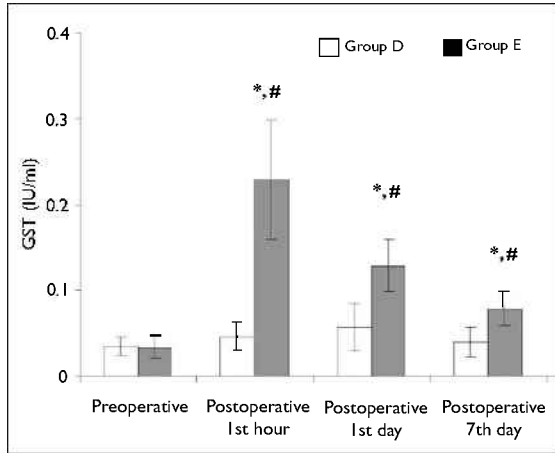 0.4
Group D
Group E
*,#
0.3
*,#
0.2
*,#
0.1
0
GST (IU/ml)
Preoperative
Postoperative
1st hour
Postoperative
1st day
Postoperative
7th day